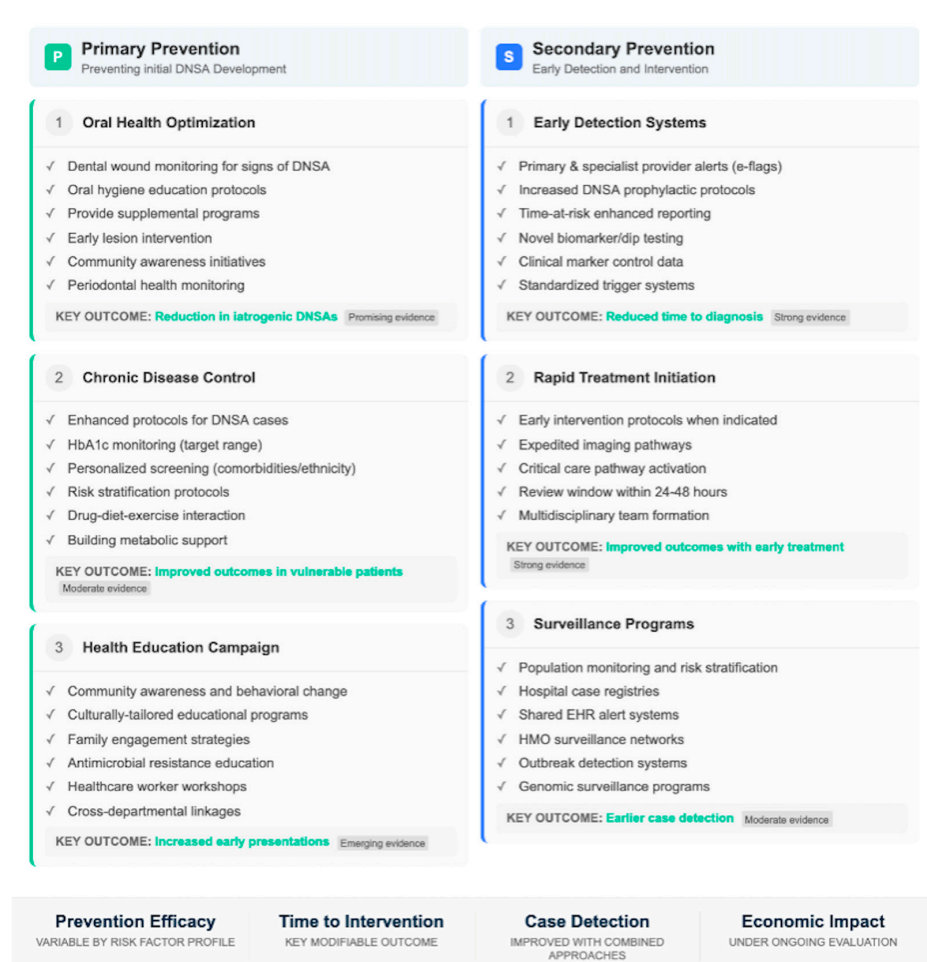 P
Primary Prevention
Preventing initial DNSA Development
1 Oral Health Optimization
✓ Dental wound monitoring for signs of DNSA
✓ Oral hygiene education protocols
✓ Provide supplemental programs
✓ Early lesion intervention
✓ Community awareness initiatives
✓ Periodontal health monitoring
KEY OUTCOME: Reduction in iatrogenic DNSAs Promising evidence
2 Chronic Disease Control
✓ Enhanced protocols for DNSA cases
✓ HbA1c monitoring (target range)
✓ Personalized screening (comorbidities/ethnicity)
✓ Risk stratification protocols
✓ Drug-diet-exercise interaction
✓ Building metabolic support
KEY OUTCOME: Improved outcomes in vulnerable patients
Moderate evidence
3 Health Education Campaign
✓ Community awareness and behavioral change
✓ Culturally-tailored educational programs
✓ Family engagement strategies
✓ Antimicrobial resistance education
✓ Healthcare worker workshops
✓ Cross-departmental linkages
KEY OUTCOME: Increased early presentations Emerging evidence
S
Secondary Prevention
Early Detection and Intervention
1 Early Detection Systems
✓ Primary & specialist provider alerts (e-flags)
✓ Increased DNSA prophylactic protocols
✓ Time-at-risk enhanced reporting
✓ Novel biomarker/dip testing
✓ Clinical marker control data
✓ Standardized trigger systems
KEY OUTCOME: Reduced time to diagnosis Strong evidence
2 Rapid Treatment Initiation
✓ Early intervention protocols when indicated
✓ Expedited imaging pathways
✓ Critical care pathway activation
✓ Review window within 24-48 hours
✓ Multidisciplinary team formation
KEY OUTCOME: Improved outcomes with early treatment
Strong evidence
3 Surveillance Programs
✓ Population monitoring and risk stratification
✓ Hospital case registries
✓ Shared EHR alert systems
✓ HMO surveillance networks
✓ Outbreak detection systems
✓ Genomic surveillance programs
KEY OUTCOME: Earlier case detection Moderate evidence
Prevention Efficacy
VARIABLE BY RISK FACTOR PROFILE
Time to Intervention
KEY MODIFIABLE OUTCOME
Case Detection
IMPROVED WITH COMBINED
APPROACHES
Economic Impact
UNDER ONGOING EVALUATION